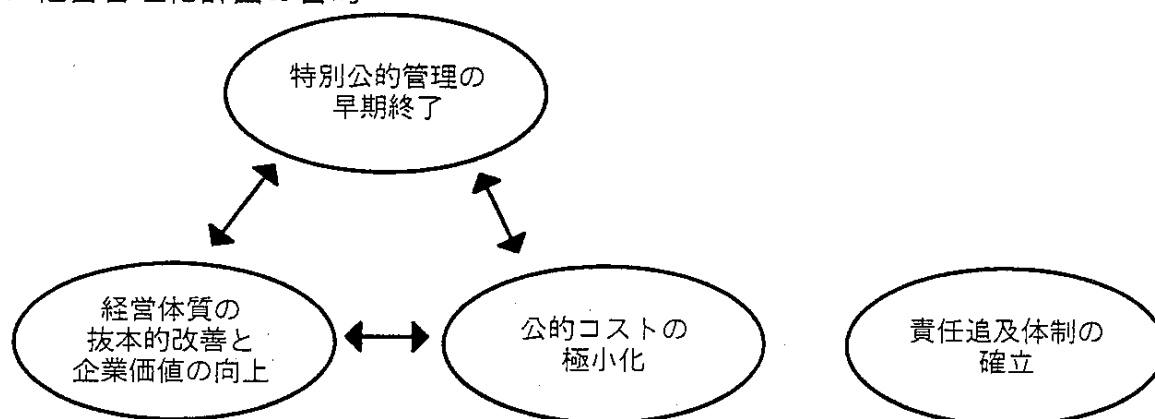 特別公的管理の
早期終了
経営体質の
抜本的改善と
企業価値の向上
公的コストの
極小化
責任追及体制の
確立